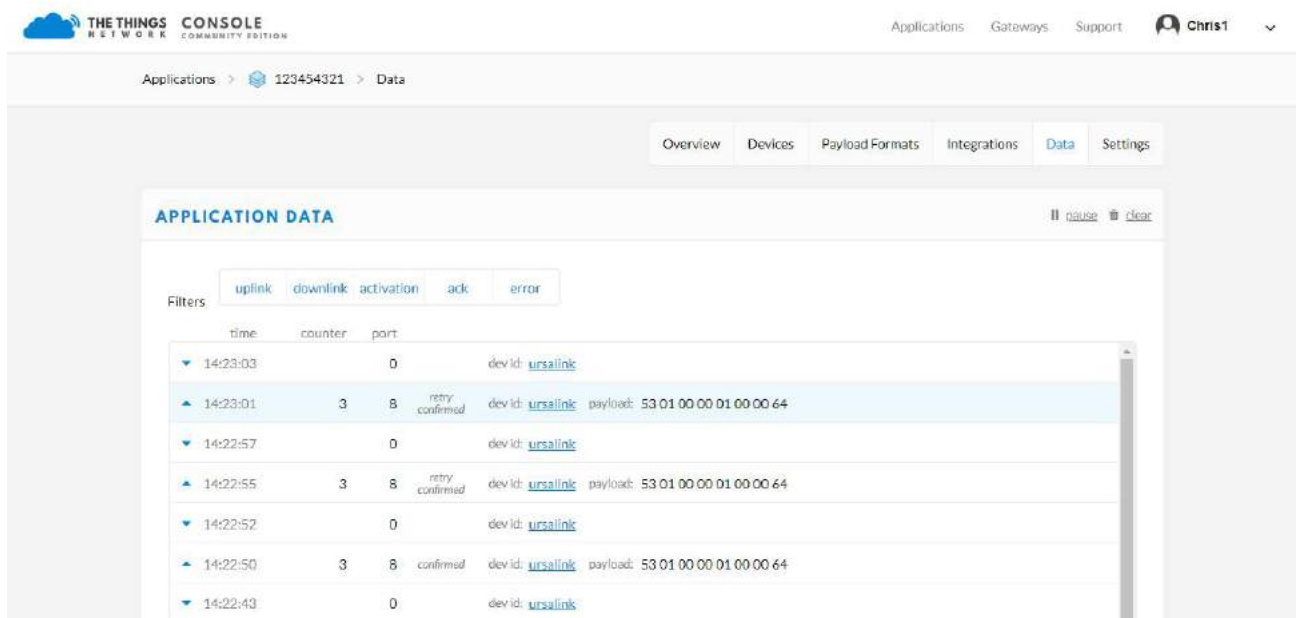 THE THINGS CONSOLE
NETWORK COMMUNITY EDITION
Applications Gateways Support Chris1
Applications > 123454321 > Data
Overview Devices Payload Formats Integrations Data Settings
APPLICATION DATA
pause clear
Filters uplink downlink activation ack error
time counter port
14:23:03 0 dev id: ursalink
14:23:01 3 8 retry confirmed dev id: ursalink payload: 53 01 00 00 01 00 00 64
14:22:57 0 dev id: ursalink
14:22:55 3 8 retry confirmed dev id: ursalink payload: 53 01 00 00 01 00 00 64
14:22:52 0 dev id: ursalink
14:22:50 3 8 confirmed dev id: ursalink payload: 53 01 00 00 01 00 00 64
14:22:43 0 dev id: ursalink